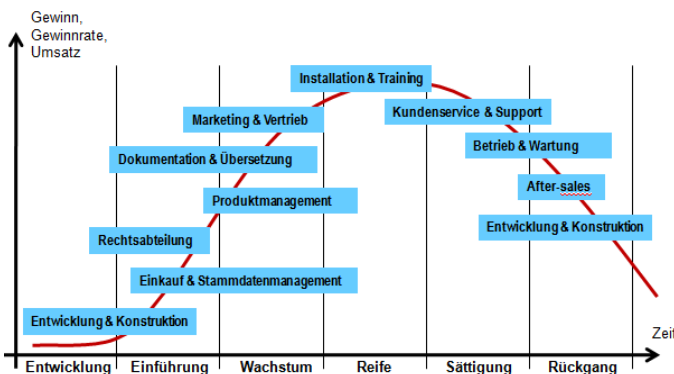 Gewinn,
Gewinnrate,
Umsatz
Installation & Training
Marketing & Vertrieb
Kundenservice & Support
Dokumentation & Übersetzung
Betrieb & Wartung
Produktmanagement
After-sales
Rechtsabteilung
Entwicklung & Konstruktion
Einkauf & Stammdatenmanagement
Entwicklung & Konstruktion
Zeit
Entwicklung
Einführung
Wachstum
Reife
Sättigung
Rückgang